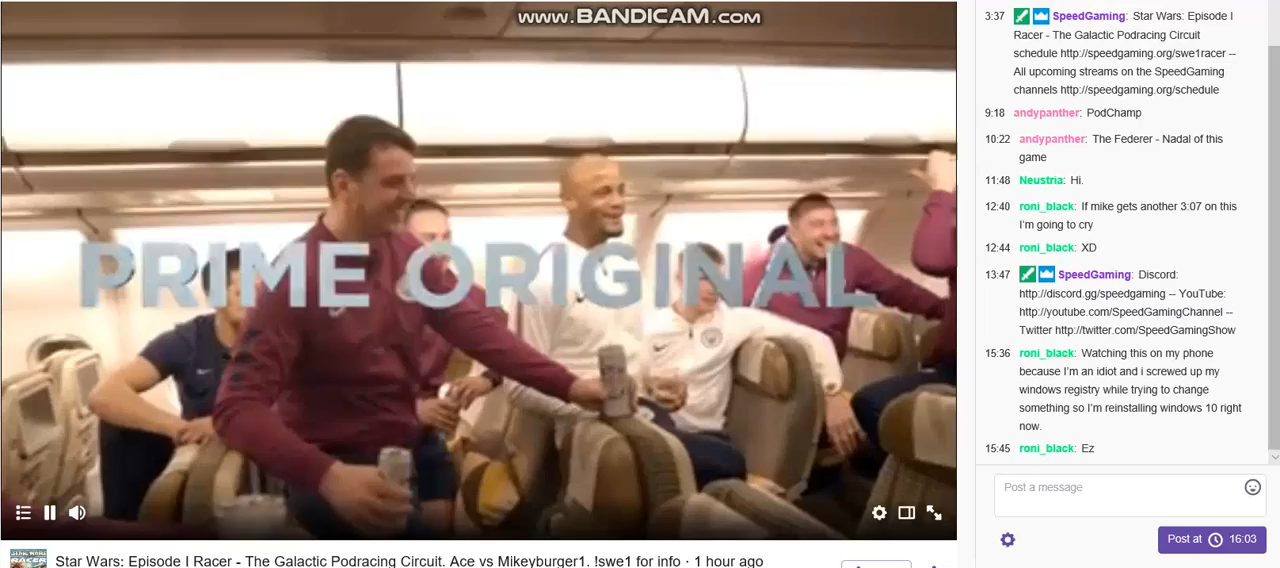 www.BANDICAM.COM
PRIME ORIGINAL
Star Wars: Episode I Racer - The Galactic Podracing Circuit. Ace vs Mikeyburger1. !swe1 for info · 1 hour ago
3:37 SpeedGaming: Star Wars: Episode I
Racer - The Galactic Podracing Circuit
schedule http://speedgaming.org/swe1racer --
All upcoming streams on the SpeedGaming
channels http://speedgaming.org/schedule
9:18 andypanther: PodChamp
10:22 andypanther: The Federer - Nadal of this
game
11:48 Neustria: Hi.
12:40 roni_black: If mike gets another 3:07 on this
I'm going to cry
12:44 roni_black: XD
13:47 SpeedGaming: Discord:
http://discord.gg/speedgaming -- YouTube:
http://youtube.com/SpeedGamingChannel --
Twitter http://twitter.com/SpeedGamingShow
15:36 roni_black: Watching this on my phone
because I'm an idiot and i screwed up my
windows registry while trying to change
something so I'm reinstalling windows 10 right
now.
15:45 roni_black: Ez
Post a message
Post at 16:03